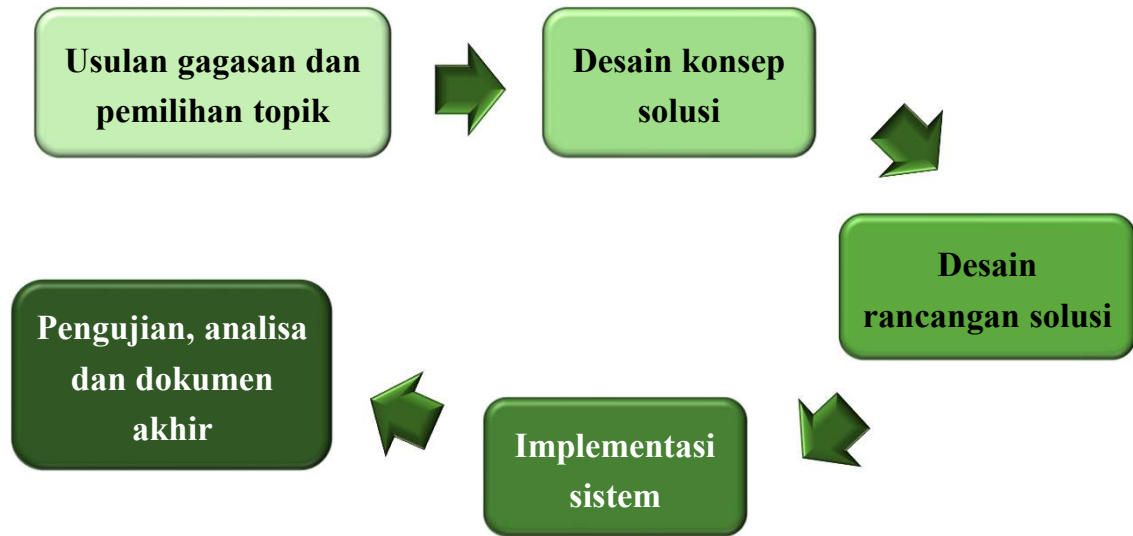 Usulan gagasan dan
pemilihan topik
Desain konsep
solusi
Desain
rancangan solusi
Implementasi
sistem
Pengujian, analisa
dan dokumen
akhir